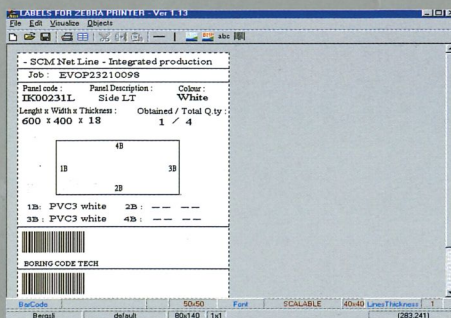 LABELS FOR ZEBRA PRINTER - Ver 1.13
File Edit Visualize Objects
abc
- SCM Net Line - Integrated production
Job : EVOP23210098
Panel code : Panel Description : Colour :
IK00231L Side LT White
Lenght x Width x Thickness : Obtained / Total Q.ty :
600 x 400 x 18 1 / 4
4B
1B 3B
2B
1B: PVC3 white 2B : -- --
3B : PVC3 white 4B : -- --
BORING CODE TECH
BarCode 50x50 Font SCALABLE 40x40 LinesThickness 1
default 80x140 1x1 (283,241)